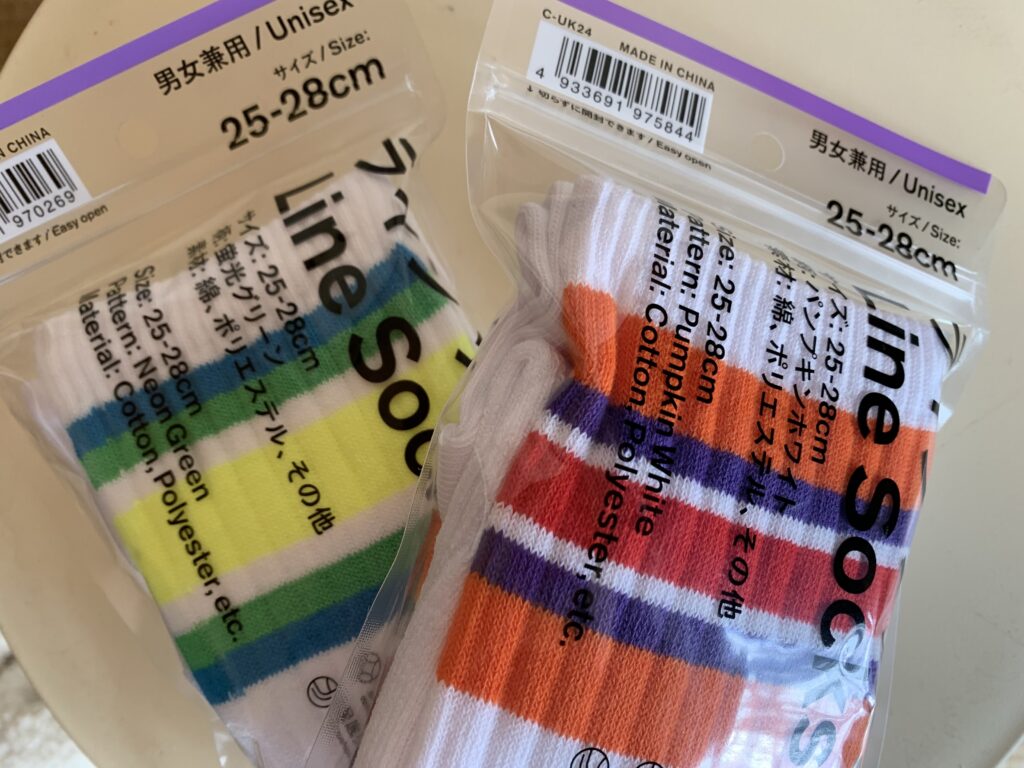 男女兼用 / Unisex
サイズ / Size:
25-28cm
IN CHINA
970269
できます / Easy open
ライ
Line Soc
サイズ: 25-28cm
蛍光グリーン
素材: 綿、ポリエステル、その他
Size: 25-28cm
Pattern: Neon Green
Material: Cotton, Polyester, etc.
C-UK24
MADE IN CHINA
4 933691 975844
↓ 切らずに開封できます / Easy open
男女兼用 / Unisex
サイズ / Size:
25-28cm
Line Socks
サイズ: 25-28cm
パンプキンホワイト
素材: 綿、ポリエステル、その他
Size: 25-28cm
Pattern: Pumpkin White
Material: Cotton, Polyester, etc.